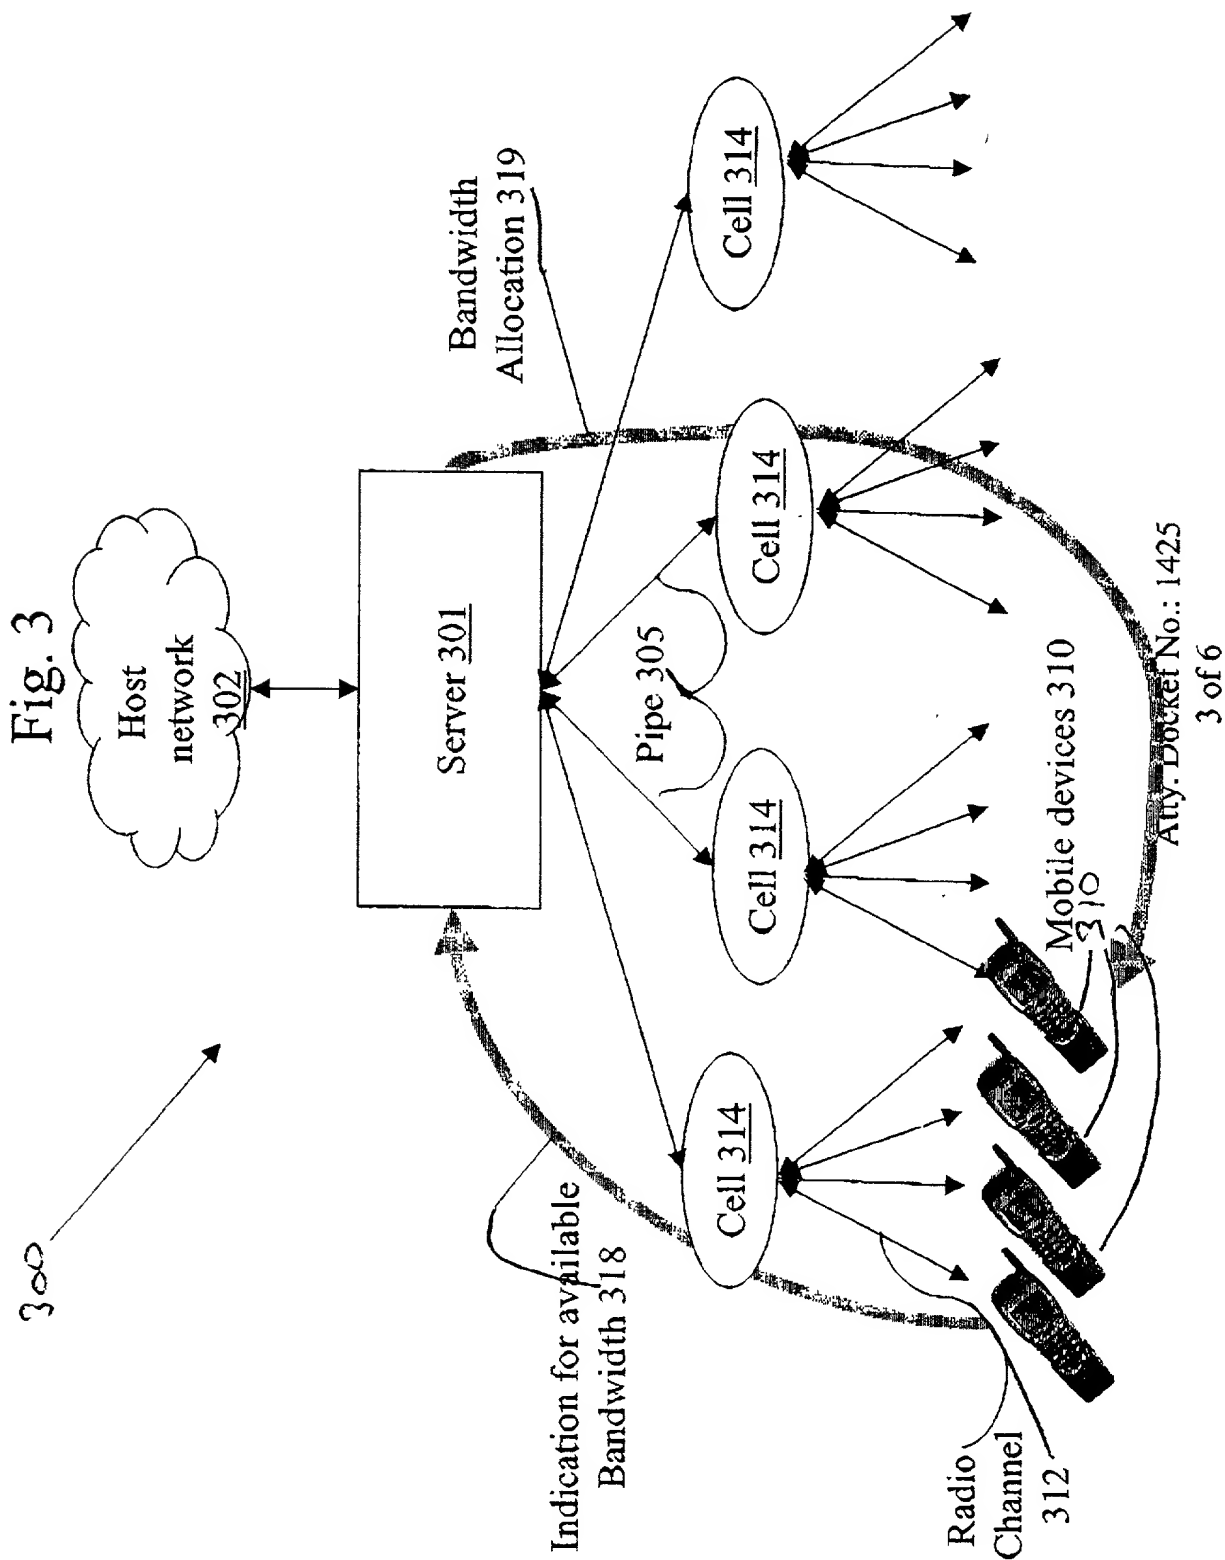 Fig. 3
300
Host
network
302
Server 301
Bandwidth
Allocation 319
Indication for available
Bandwidth 318
Pipe 305
Cell 314
Cell 314
Cell 314
Cell 314
Radio
Channel
312
Mobile devices 310
310
Atty. Docket No.: 1425
3 of 6